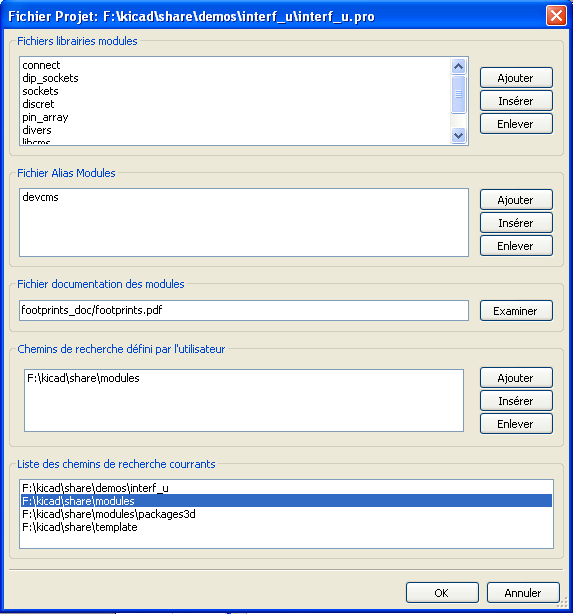 Fichier Projet: F:\kicad\share\demos\interf_u\interf_u.pro
Fichiers librairies modules
connect
dip_sockets
sockets
discret
pin_array
divers
libcms
Ajouter
Insérer
Enlever
Fichier Alias Modules
devcms
Ajouter
Insérer
Enlever
Fichier documentation des modules
footprints_doc/footprints.pdf
Examiner
Chemins de recherche défini par l'utilisateur
F:\kicad\share\modules
Ajouter
Insérer
Enlever
Liste des chemins de recherche courrants
F:\kicad\share\demos\interf_u
F:\kicad\share\modules
F:\kicad\share\modules\packages3d
F:\kicad\share\template
OK
Annuler